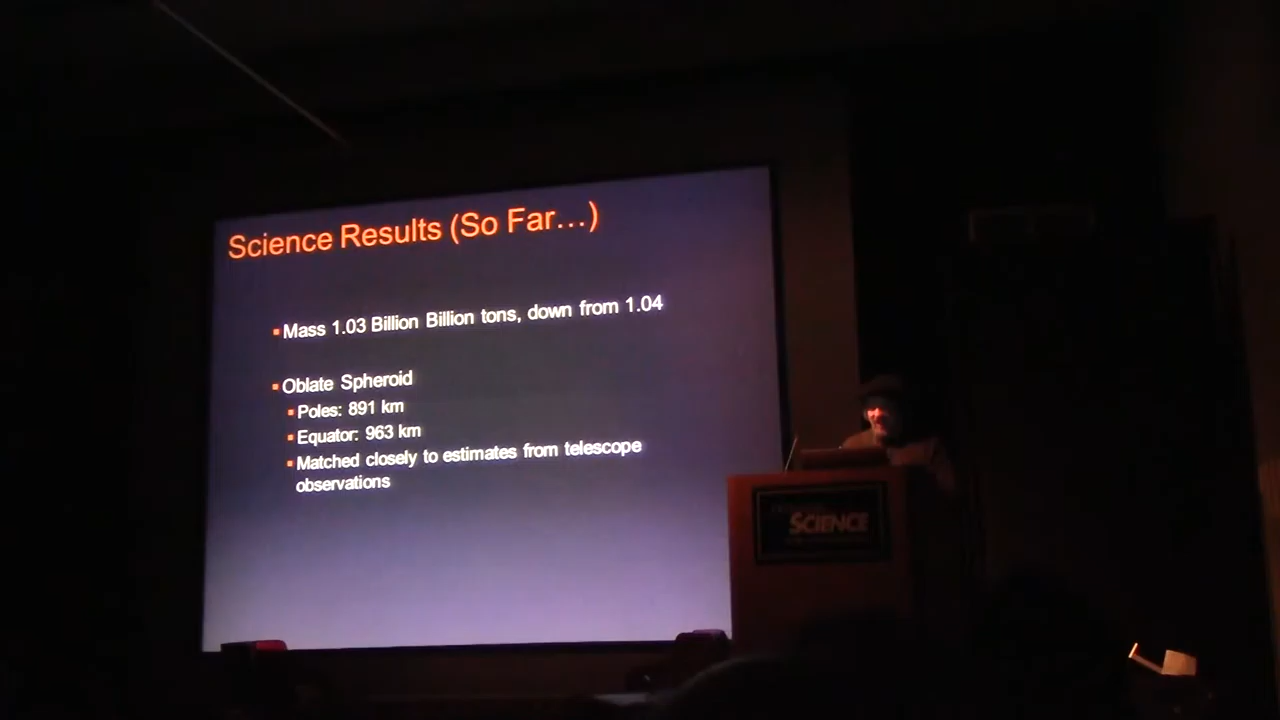 Science Results (So Far…)
▪Mass 1.03 Billion Billion tons, down from 1.04
▪Oblate Spheroid
▪Poles: 891 km
▪Equator: 963 km
▪Matched closely to estimates from telescope
observations
SCIENCE